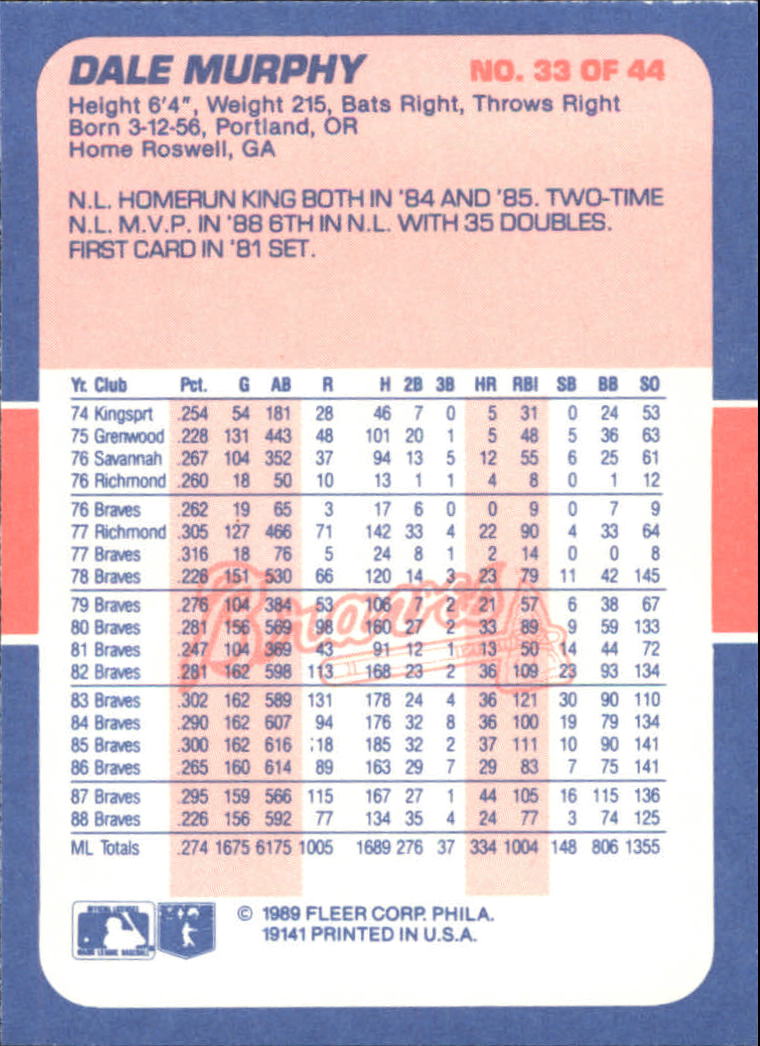 DALE MURPHY NO. 33 OF 44
Height 6'4", Weight 215, Bats Right, Throws Right
Born 3-12-56, Portland, OR
Home Roswell, GA
N.L. HOMERUN KING BOTH IN '84 AND '85. TWO-TIME
N.L. M.V.P. IN '88 6TH IN N.L. WITH 35 DOUBLES.
FIRST CARD IN '81 SET.
Yr. Club Pct. G AB R H 2B 3B HR RBI SB BB SO
74 Kingsprt .254 54 181 28 46 7 0 5 31 0 24 53
75 Grenwood .228 131 443 48 101 20 1 5 48 5 36 63
76 Savannah .267 104 352 37 94 13 5 12 55 6 25 61
76 Richmond .260 18 50 10 13 1 1 4 8 0 1 12
76 Braves .262 19 65 3 17 6 0 0 9 0 7 9
77 Richmond .305 127 466 71 142 33 4 22 90 4 33 64
77 Braves .316 18 76 5 24 8 1 2 14 0 0 8
78 Braves .226 151 530 66 120 14 3 23 79 11 42 145
79 Braves .276 104 384 53 106 7 2 21 57 6 38 67
80 Braves .281 156 569 98 160 27 2 33 89 9 59 133
81 Braves .247 104 369 43 91 12 1 13 50 14 44 72
82 Braves .281 162 598 113 168 23 2 36 109 23 93 134
83 Braves .302 162 589 131 178 24 4 36 121 30 90 110
84 Braves .290 162 607 94 176 32 8 36 100 19 79 134
85 Braves .300 162 616 118 185 32 2 37 111 10 90 141
86 Braves .265 160 614 89 163 29 7 29 83 7 75 141
87 Braves .295 159 566 115 167 27 1 44 105 16 115 136
88 Braves .226 156 592 77 134 35 4 24 77 3 74 125
ML Totals .274 1675 6175 1005 1689 276 37 334 1004 148 806 1355
Braves
© 1989 FLEER CORP. PHILA.
19141 PRINTED IN U.S.A.
MAJOR LEAGUE BASEBALL